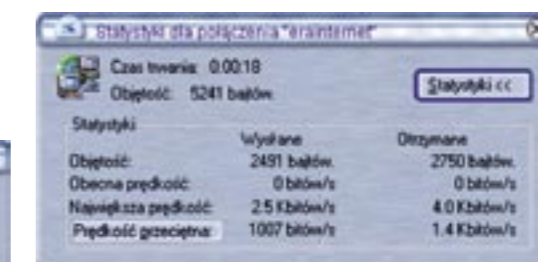 Statystyki dla połączenia "erainternet"
Czas trwania: 0:00:18
Objętość: 5241 bajtów.
Statystyki <<
Statystyki
Wysłane Otrzymane
Objętość: 2491 bajtów. 2750 bajtów.
Obecna prędkość: 0 bitów/s 0 bitów/s
Największa prędkość: 2.5 Kbitów/s 4.0 Kbitów/s
Prędkość przeciętna: 1007 bitów/s 1.4 Kbitów/s